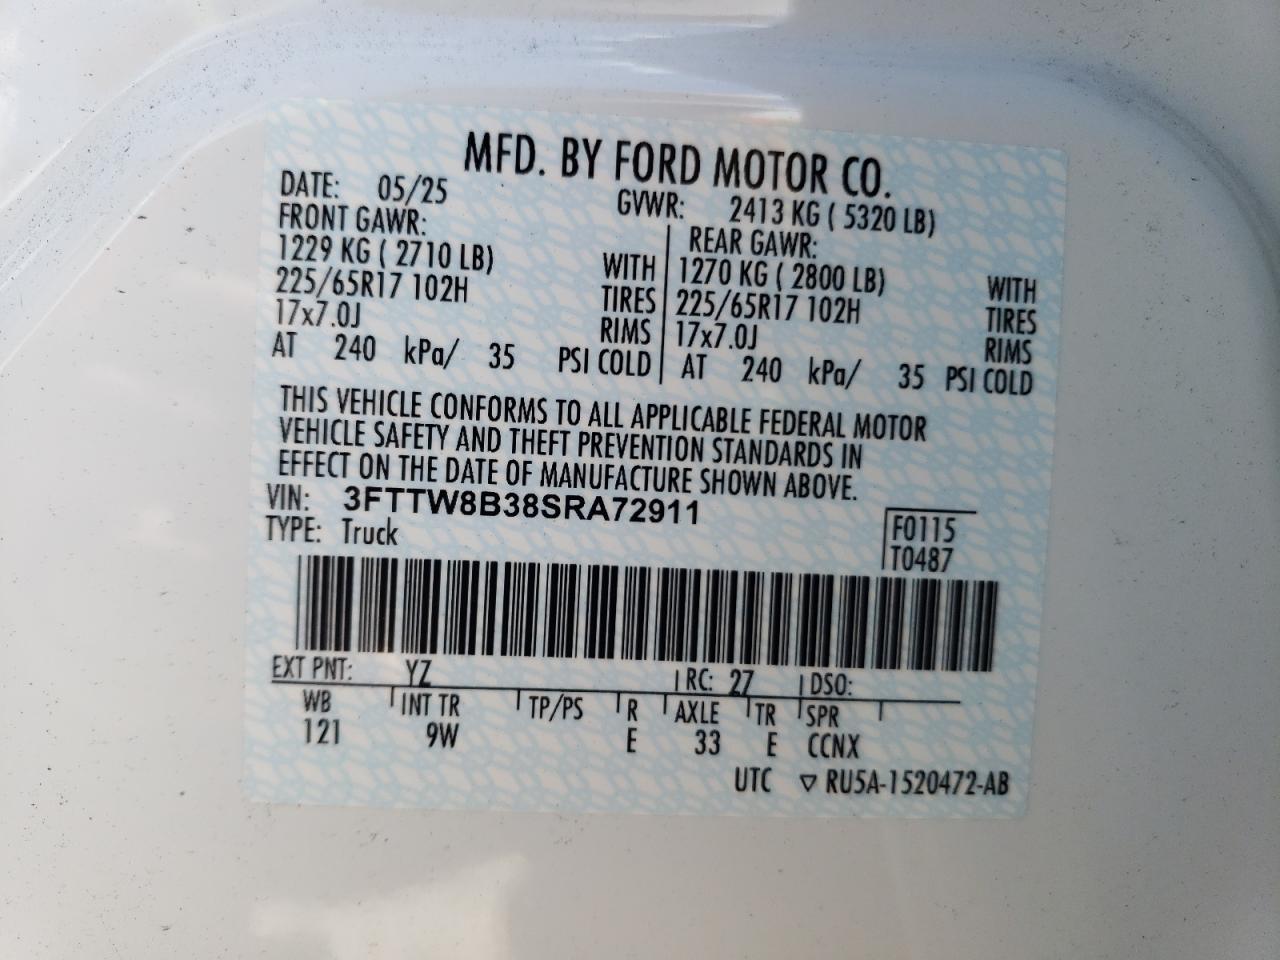 MFD. BY FORD MOTOR CO.
DATE: 05/25 GVWR: 2413 KG ( 5320 LB)
FRONT GAWR: REAR GAWR:
1229 KG ( 2710 LB) WITH 1270 KG ( 2800 LB) WITH
225/65R17 102H TIRES 225/65R17 102H TIRES
17x7.0J RIMS 17x7.0J RIMS
AT 240 kPa/ 35 PSI COLD AT 240 kPa/ 35 PSI COLD
THIS VEHICLE CONFORMS TO ALL APPLICABLE FEDERAL MOTOR
VEHICLE SAFETY AND THEFT PREVENTION STANDARDS IN
EFFECT ON THE DATE OF MANUFACTURE SHOWN ABOVE.
VIN: 3FTTW8B38SRA72911
TYPE: Truck
F0115
T0487
EXT PNT: YZ RC: 27 DSO:
WB INT TR TP/PS R AXLE TR SPR
121 9W E 33 E CCNX
UTC ▽ RU5A-1520472-AB